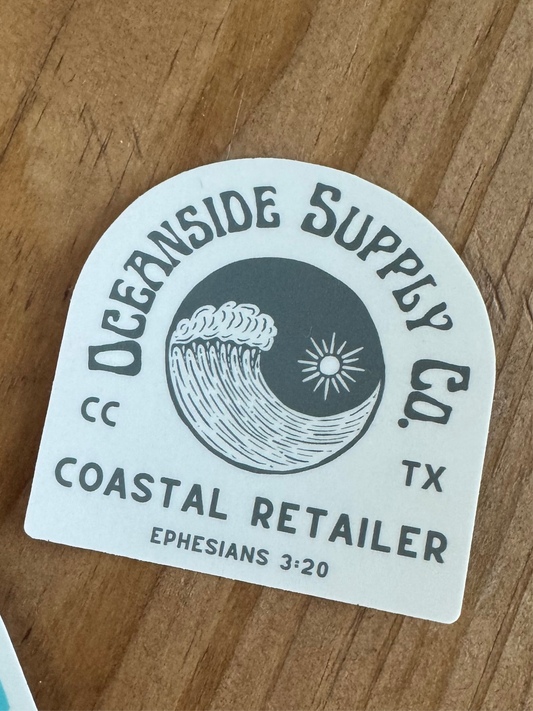 OCEANSIDE SUPPLY CO.
CC
TX
COASTAL RETAILER
EPHESIANS 3:20